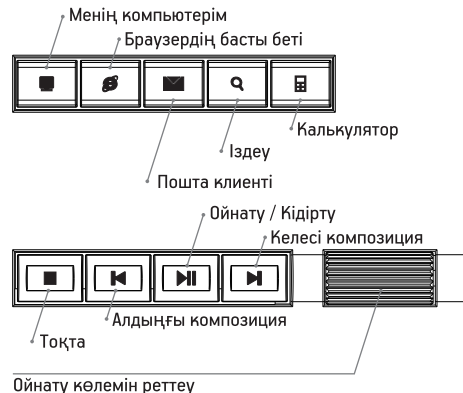 Менің компьютерім
Браузердің басты беті
Калькулятор
Іздеу
Пошта клиенті
Ойнату / Кідірту
Келесі композиция
Алдыңғы композиция
Тоқта
Ойнату көлемін реттеу